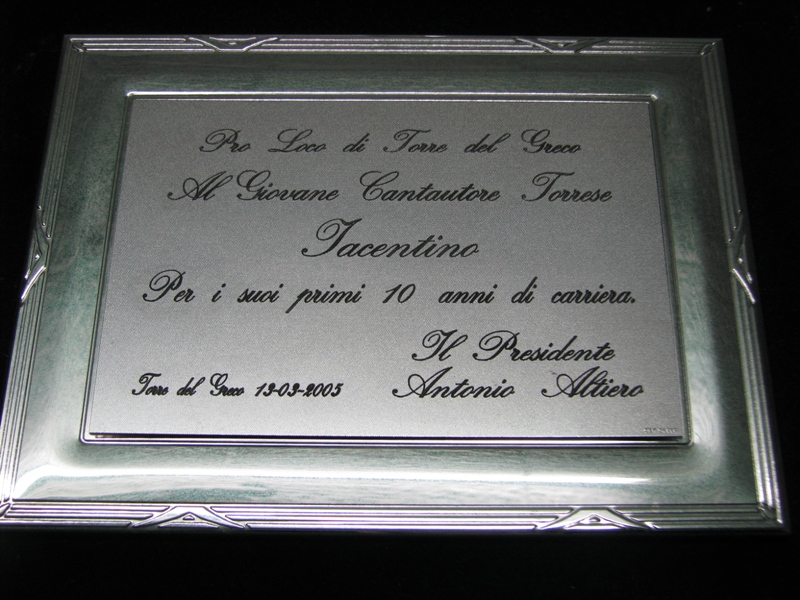 Pro Loco di Torre del Greco
Al Giovane Cantautore Torrese
Iacentino
Per i suoi primi 10 anni di carriera.
Il Presidente
Torre del Greco 13-03-2005 Antonio Altiero